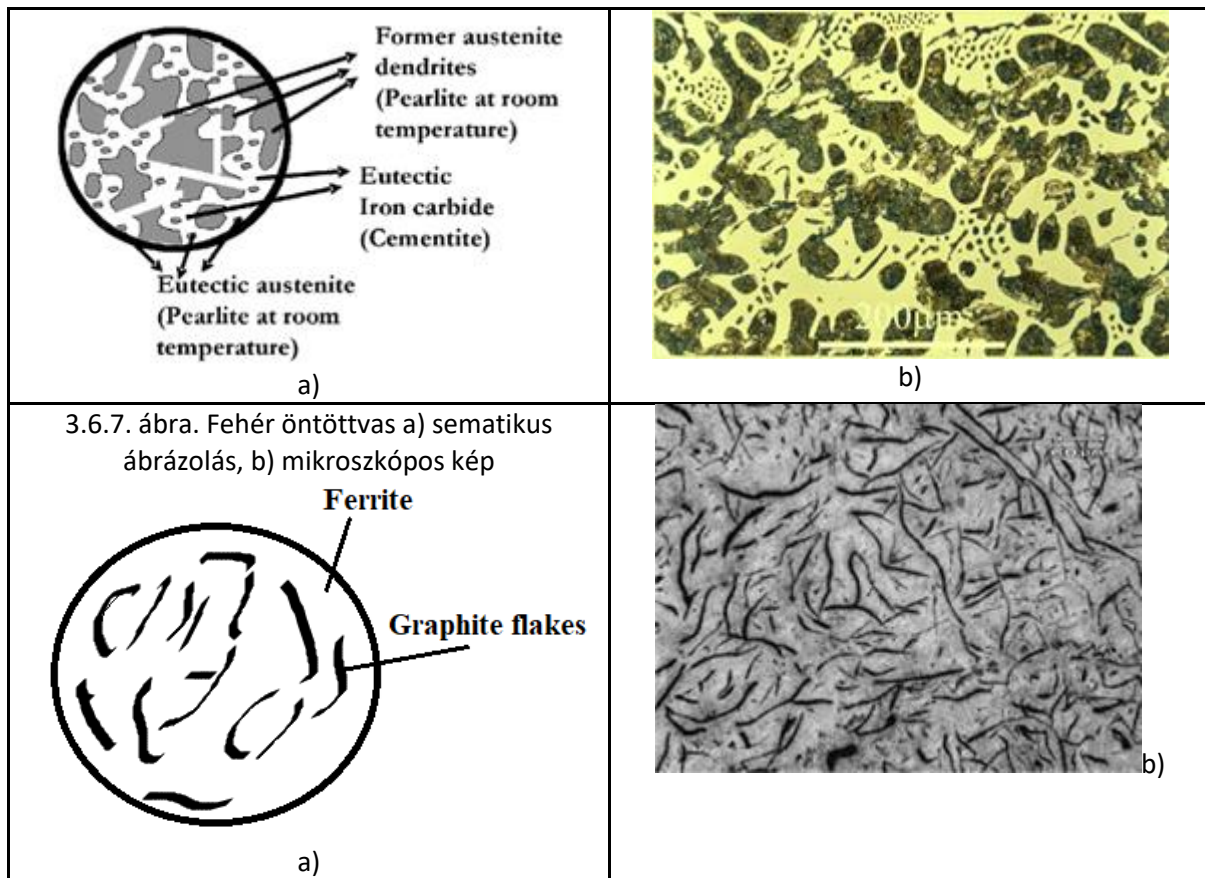 Former austenite
dendrites
(Pearlite at room
temperature)
Eutectic
Iron carbide
(Cementite)
Eutectic austenite
(Pearlite at room
temperature)
a)
200µm
b)
3.6.7. ábra. Fehér öntöttvas a) sematikus
ábrázolás, b) mikroszkópos kép
Ferrite
Graphite flakes
a)
b)